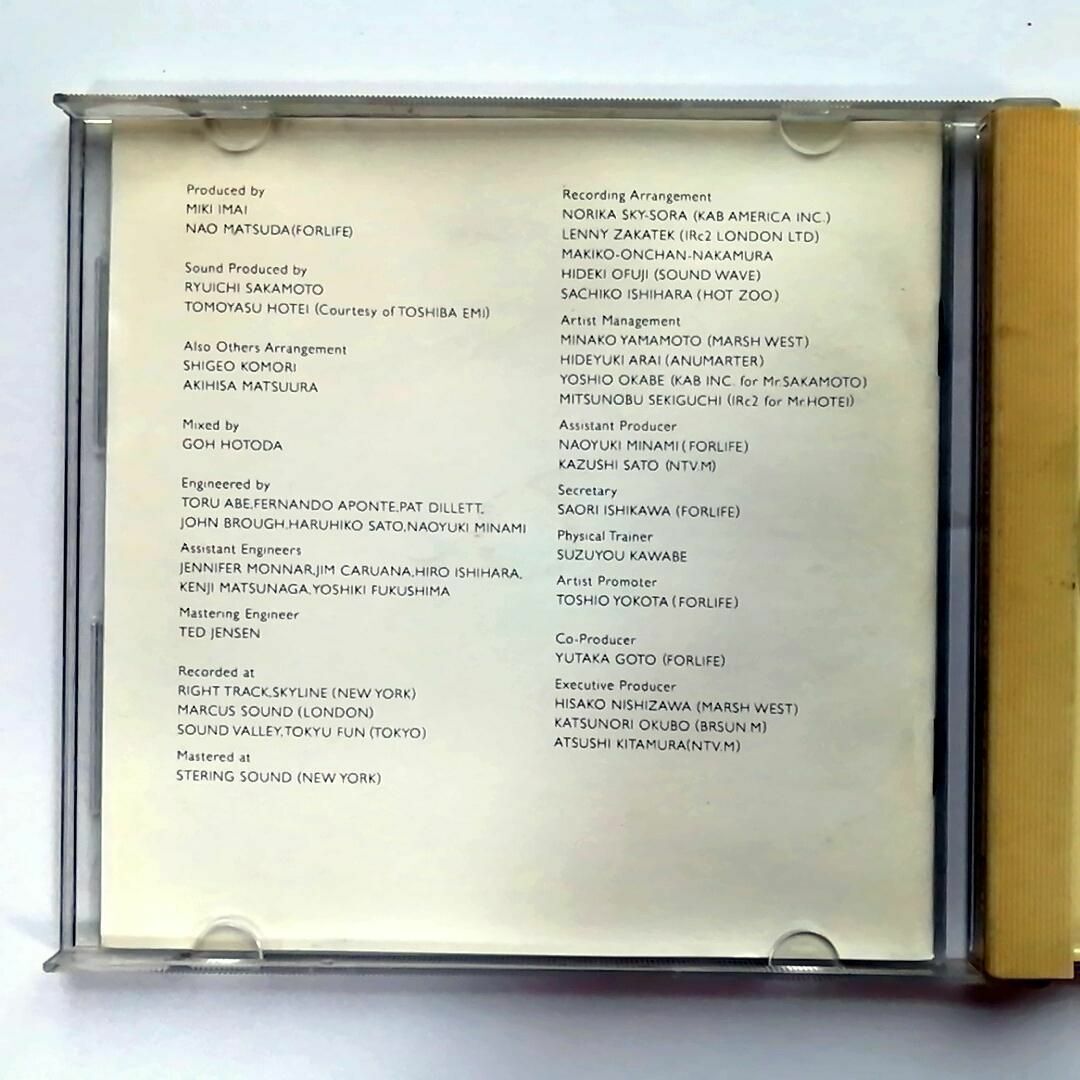 Produced by
MIKI IMAI
NAO MATSUDA(FORLIFE)
Sound Produced by
RYUICHI SAKAMOTO
TOMOYASU HOTEI (Courtesy of TOSHIBA EMI)
Also Others Arrangement
SHIGEO KOMORI
AKIHISA MATSUURA
Mixed by
GOH HOTODA
Engineered by
TORU ABE,FERNANDO APONTE,PAT DILLETT,
JOHN BROUGH,HARUHIKO SATO,NAOYUKI MINAMI
Assistant Engineers
JENNIFER MONNAR,JIM CARUANA,HIRO ISHIHARA,
KENJI MATSUNAGA,YOSHIKI FUKUSHIMA
Mastering Engineer
TED JENSEN
Recorded at
RIGHT TRACK,SKYLINE (NEW YORK)
MARCUS SOUND (LONDON)
SOUND VALLEY,TOKYU FUN (TOKYO)
Mastered at
STERING SOUND (NEW YORK)
Recording Arrangement
NORIKA SKY-SORA (KAB AMERICA INC.)
LENNY ZAKATEK (IRc2 LONDON LTD)
MAKIKO-ONCHAN-NAKAMURA
HIDEKI OFUJI (SOUND WAVE)
SACHIKO ISHIHARA (HOT ZOO)
Artist Management
MINAKO YAMAMOTO (MARSH WEST)
HIDEYUKI ARAI (ANUMARTER)
YOSHIO OKABE (KAB INC. for Mr.SAKAMOTO)
MITSUNOBU SEKIGUCHI (IRc2 for Mr.HOTEI)
Assistant Producer
NAOYUKI MINAMI (FORLIFE)
KAZUSHI SATO (NTV.M)
Secretary
SAORI ISHIKAWA (FORLIFE)
Physical Trainer
SUZUYOU KAWABE
Artist Promoter
TOSHIO YOKOTA (FORLIFE)
Co-Producer
YUTAKA GOTO (FORLIFE)
Executive Producer
HISAKO NISHIZAWA (MARSH WEST)
KATSUNORI OKUBO (BRSUN M)
ATSUSHI KITAMURA(NTV.M)